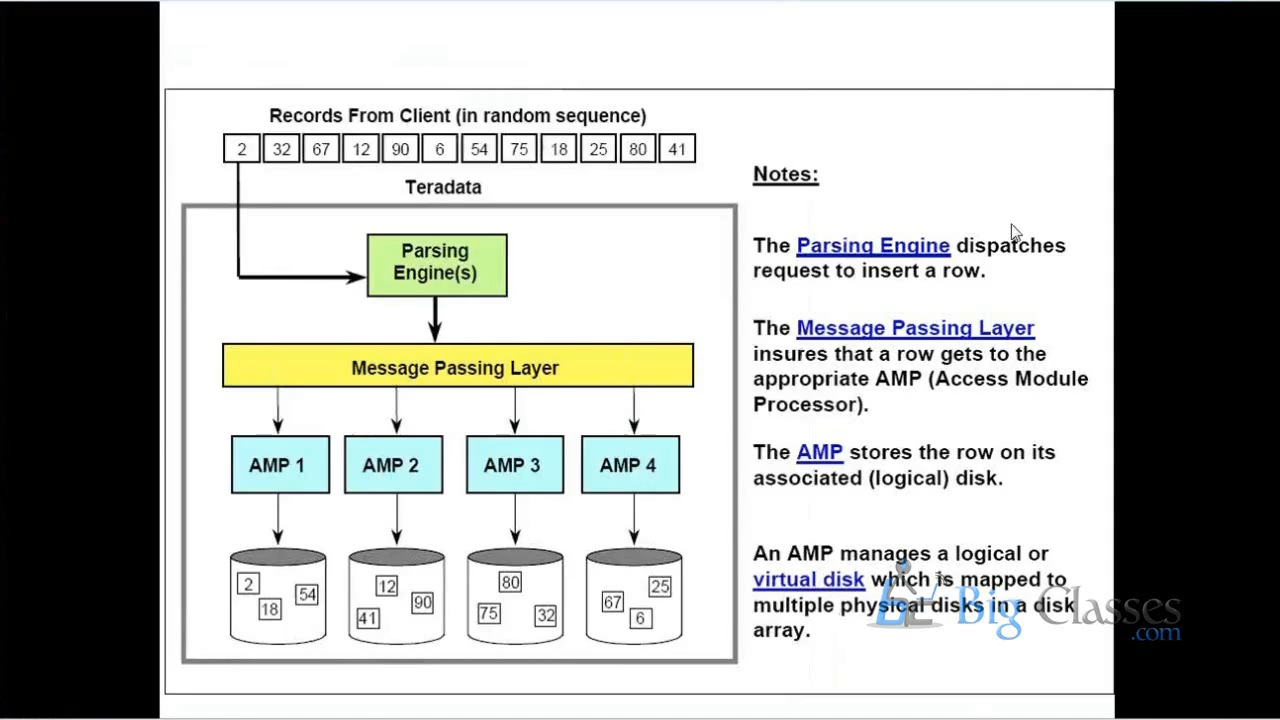 Records From Client (in random sequence)
2 32 67 12 90 6 54 75 18 25 80 41
Teradata
Parsing
Engine(s)
Message Passing Layer
AMP 1 AMP 2 AMP 3 AMP 4
2 18 54
12 41 90
80 75 32
67 25 6
Notes:
The Parsing Engine dispatches
request to insert a row.
The Message Passing Layer
insures that a row gets to the
appropriate AMP (Access Module
Processor).
The AMP stores the row on its
associated (logical) disk.
An AMP manages a logical or
virtual disk which is mapped to
multiple physical disks in a disk
array.
Big Classes
.com